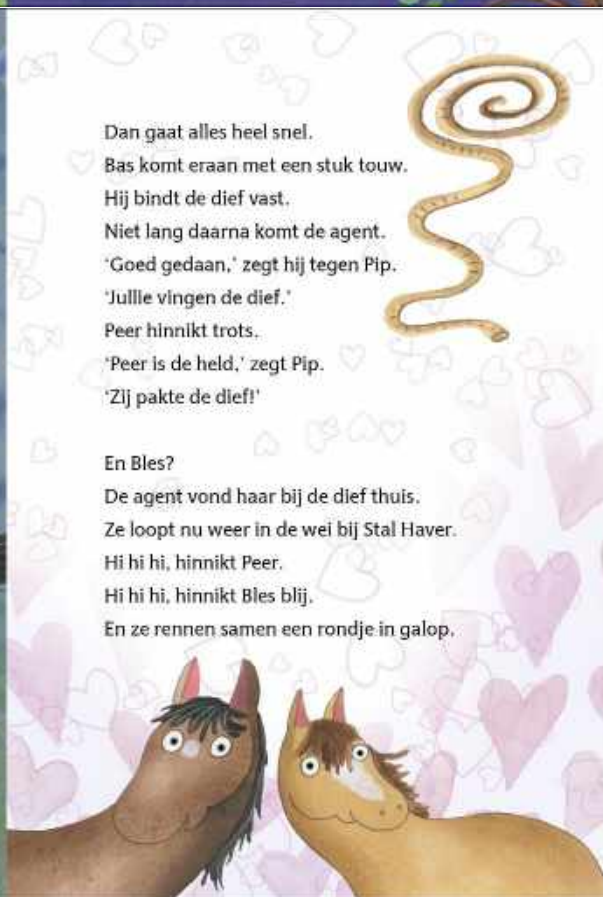 Dan gaat alles heel snel.
Bas komt eraan met een stuk touw.
Hij bindt de dief vast.
Niet lang daarna komt de agent.
‘Goed gedaan,’ zegt hij tegen Pip.
‘Jullie vingen de dief.’
Peer hinnikt trots.
‘Peer is de held,’ zegt Pip.
‘Zij pakte de dief!’
En Bles?
De agent vond haar bij de dief thuis.
Ze loopt nu weer in de wei bij Stal Haver.
Hi hi hi, hinnikt Peer.
Hi hi hi, hinnikt Bles blij.
En ze rennen samen een rondje in galop.